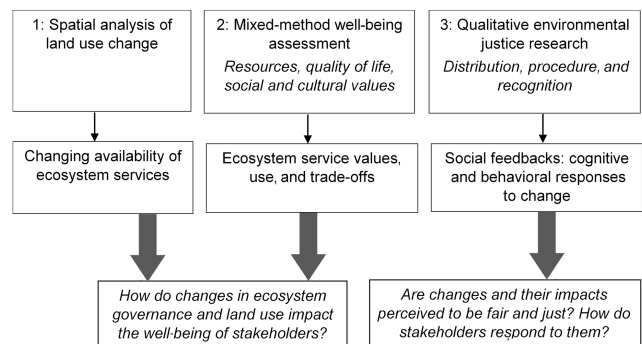 1: Spatial analysis of
land use change
2: Mixed-method well-being
assessment
Resources, quality of life,
social and cultural values
3: Qualitative environmental
justice research
Distribution, procedure, and
recognition
Changing availability of
ecosystem services
Ecosystem service values,
use, and trade-offs
Social feedbacks: cognitive
and behavioral responses
to change
How do changes in ecosystem
governance and land use impact
the well-being of stakeholders?
Are changes and their impacts
perceived to be fair and just? How do
stakeholders respond to them?